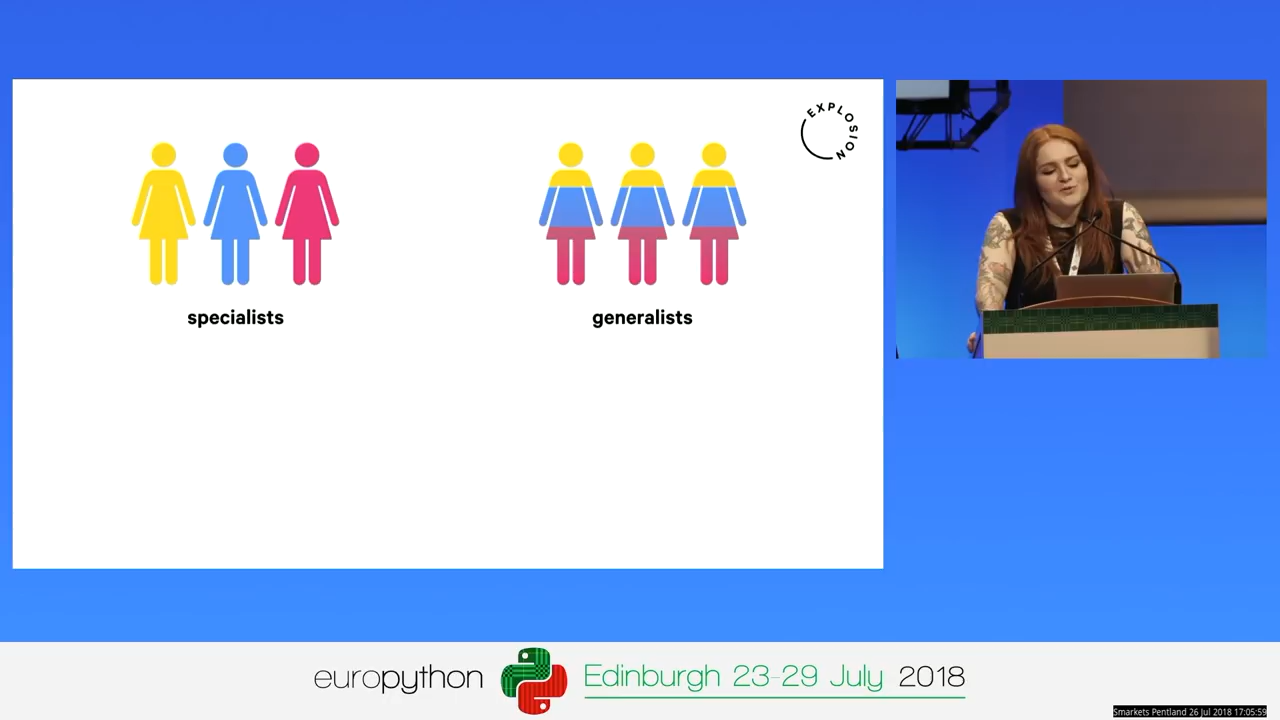 EXPLOSION
specialists
generalists
europython
Edinburgh 23-29 July 2018
Smarkets Pentland 26 Jul 2018 17:05:59